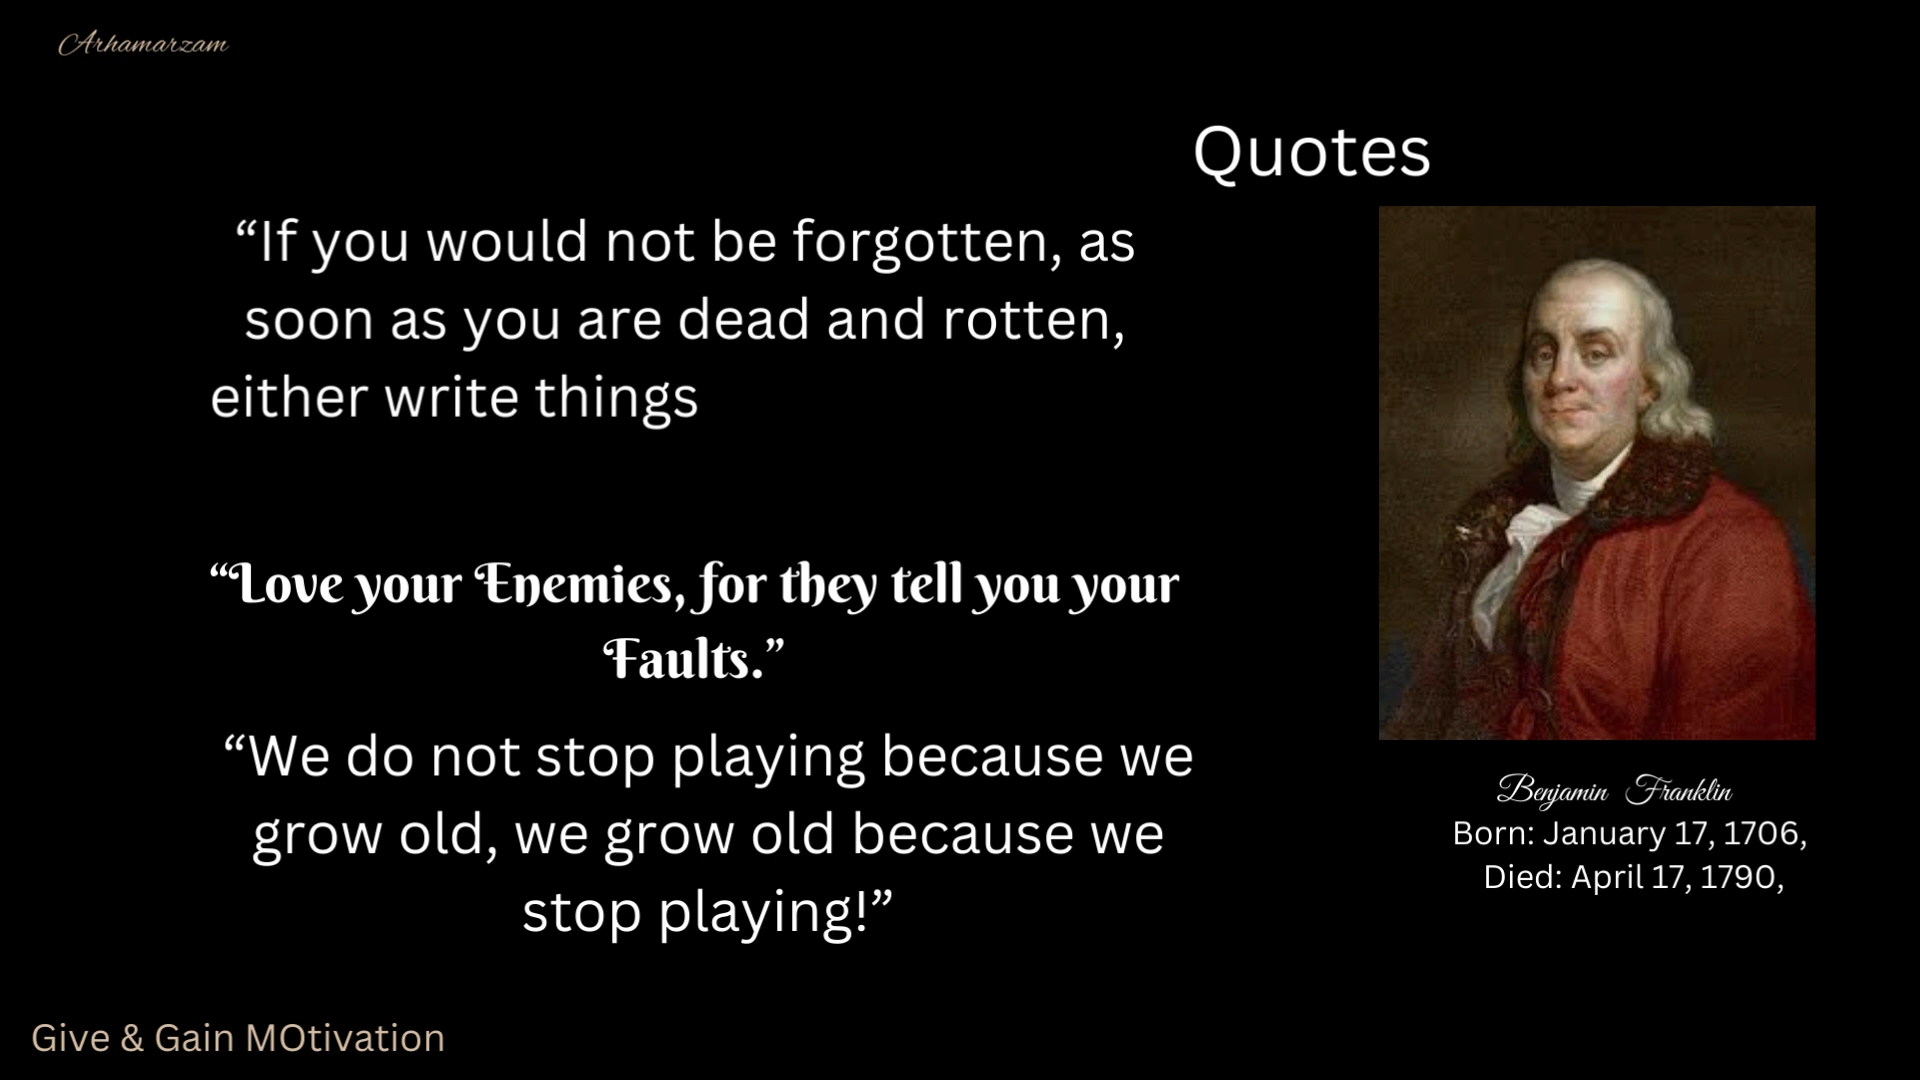 Arhamarzam
Quotes
“If you would not be forgotten, as
soon as you are dead and rotten,
either write things
“Love your Enemies, for they tell you your
Faults.”
“We do not stop playing because we
grow old, we grow old because we
stop playing!”
Benjamin Franklin
Born: January 17, 1706,
Died: April 17, 1790,
Give & Gain MOtivation